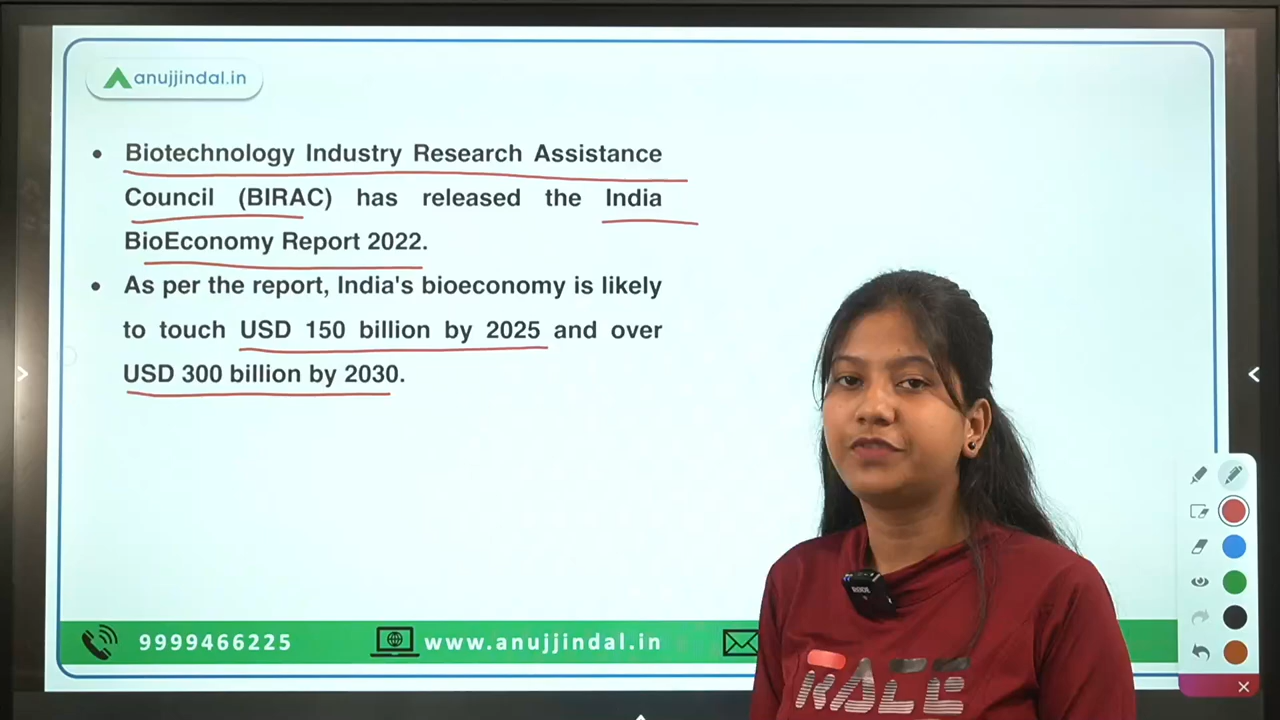 anujjindal.in
• Biotechnology Industry Research Assistance
Council (BIRAC) has released the India
BioEconomy Report 2022.
• As per the report, India's bioeconomy is likely
to touch USD 150 billion by 2025 and over
USD 300 billion by 2030.
RODE
RACE
9999466225 www.anujjindal.in